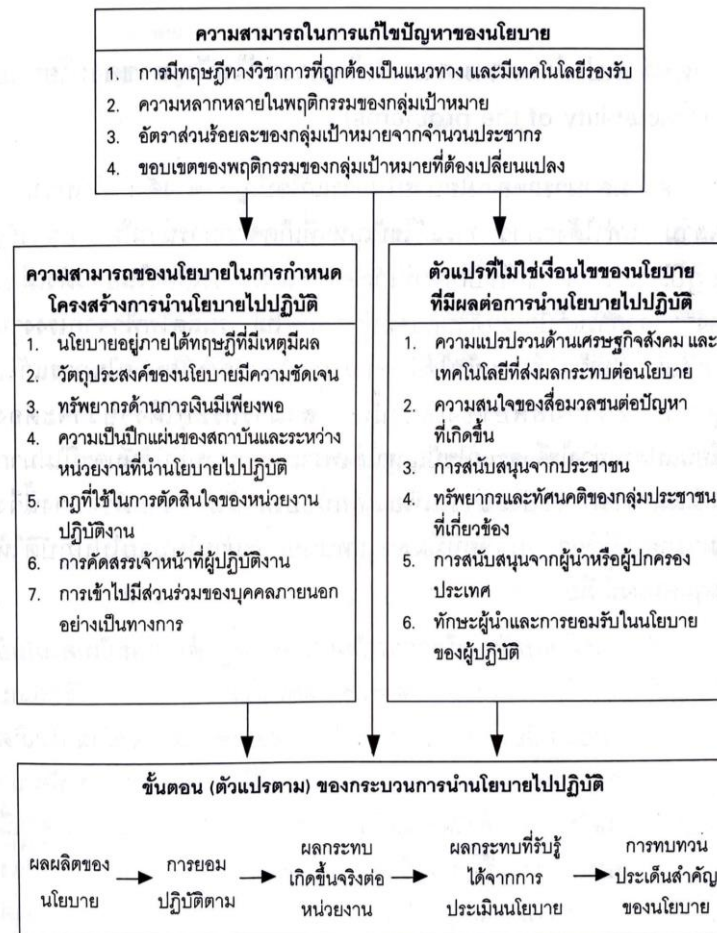 ความสามารถในการแก้ไขปัญหาของนโยบาย
1. การมีทฤษฎีทางวิชาการที่ถูกต้องเป็นแนวทาง และมีเทคโนโลยีรองรับ
2. ความหลากหลายในพฤติกรรมของกลุ่มเป้าหมาย
3. อัตราส่วนร้อยละของกลุ่มเป้าหมายจากจำนวนประชากร
4. ขอบเขตของพฤติกรรมของกลุ่มเป้าหมายที่ต้องเปลี่ยนแปลง
ความสามารถของนโยบายในการกำหนด
โครงสร้างการนำนโยบายไปปฏิบัติ
1. นโยบายอยู่ภายใต้ทฤษฎีที่มีเหตุมีผล
2. วัตถุประสงค์ของนโยบายมีความชัดเจน
3. ทรัพยากรด้านการเงินมีเพียงพอ
4. ความเป็นปึกแผ่นของสถาบันและระหว่าง
หน่วยงานที่นำนโยบายไปปฏิบัติ
5. กฎที่ใช้ในการตัดสินใจของหน่วยงาน
ปฏิบัติงาน
6. การคัดสรรเจ้าหน้าที่ผู้ปฏิบัติงาน
7. การเข้าไปมีส่วนร่วมของบุคคลภายนอก
อย่างเป็นทางการ
ตัวแปรที่ไม่ใช่เงื่อนไขของนโยบาย
ที่มีผลต่อการนำนโยบายไปปฏิบัติ
1. ความแปรปรวนด้านเศรษฐกิจสังคม และ
เทคโนโลยีที่ส่งผลกระทบต่อนโยบาย
2. ความสนใจของสื่อมวลชนต่อปัญหา
ที่เกิดขึ้น
3. การสนับสนุนจากประชาชน
4. ทรัพยากรและทัศนคติของกลุ่มประชาชน
ที่เกี่ยวข้อง
5. การสนับสนุนจากผู้นำหรือผู้ปกครอง
ประเทศ
6. ทักษะผู้นำและการยอมรับในนโยบาย
ของผู้ปฏิบัติ
ขั้นตอน (ตัวแปรตาม) ของกระบวนการนำนโยบายไปปฏิบัติ
ผลผลิตของ
นโยบาย
การยอม
ปฏิบัติตาม
ผลกระทบ
เกิดขึ้นจริงต่อ
หน่วยงาน
ผลกระทบที่รับรู้
ได้จากการ
ประเมินนโยบาย
การทบทวน
ประเด็นสำคัญ
ของนโยบาย